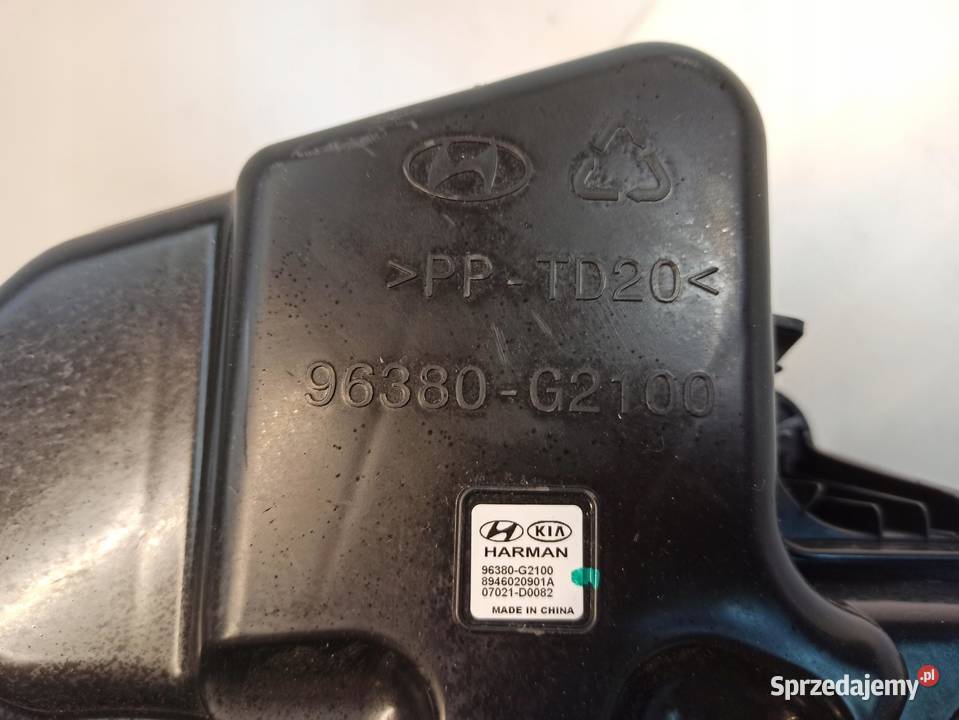 >PP-TD20<
96380-G2100
KIA
HARMAN
96380-G2100
8946020901A
07021-D0082
MADE IN CHINA
Sprzedajemy.pl